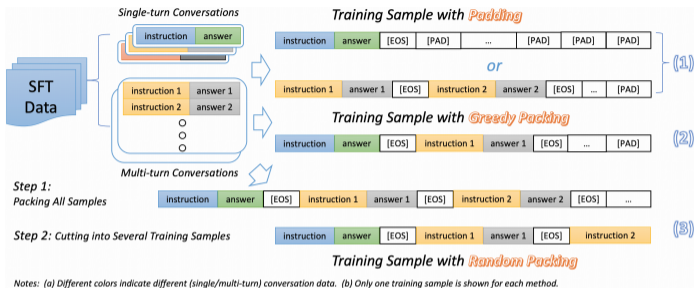 Single-turn Conversations
instruction answer
SFT
Data
instruction 1 answer 1
instruction 2 answer 2
Multi-turn Conversations
Training Sample with Padding
instruction answer [EOS] [PAD] ... [PAD] [PAD] [PAD]
or
(1)
instruction 1 answer 1 [EOS] instruction 2 answer 2 [EOS] ... [PAD]
Training Sample with Greedy Packing
instruction answer [EOS] instruction 1 answer 1 [EOS] ... [PAD]
(2)
Step 1:
Packing All Samples
instruction answer [EOS] instruction 1 answer 1 [EOS] instruction 2 answer 2 [EOS] ...
Step 2: Cutting into Several Training Samples
instruction answer [EOS] instruction 1 answer 1 [EOS] instruction 2
(3)
Training Sample with Random Packing
Notes: (a) Different colors indicate different (single/multi-turn) conversation data. (b) Only one training sample is shown for each method.